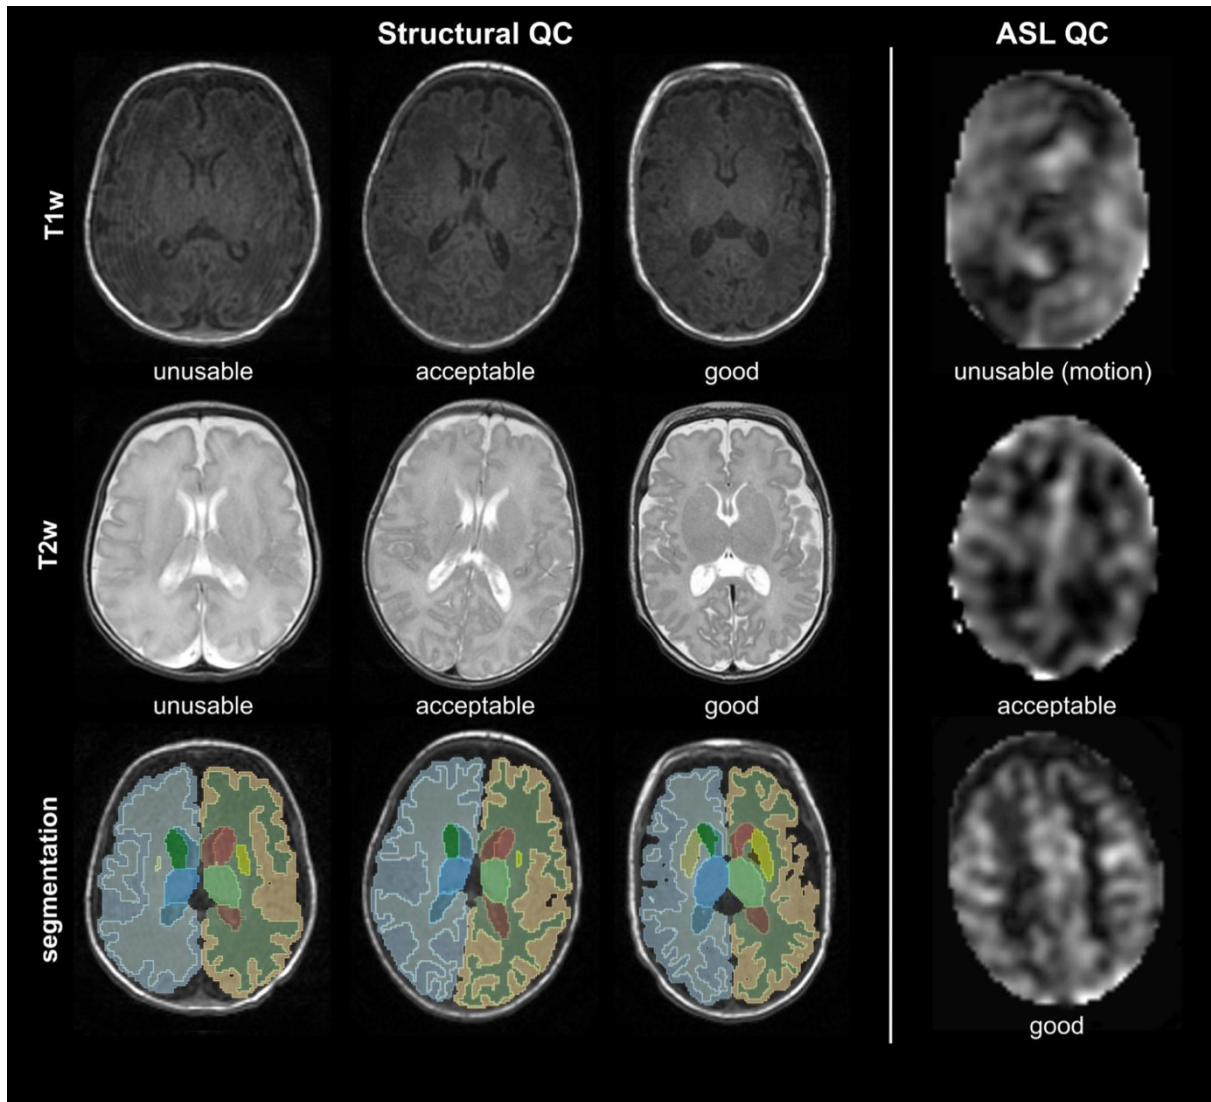 Structural QC
ASL QC
T1w
unusable
acceptable
good
unusable (motion)
T2w
unusable
acceptable
good
acceptable
segmentation
good